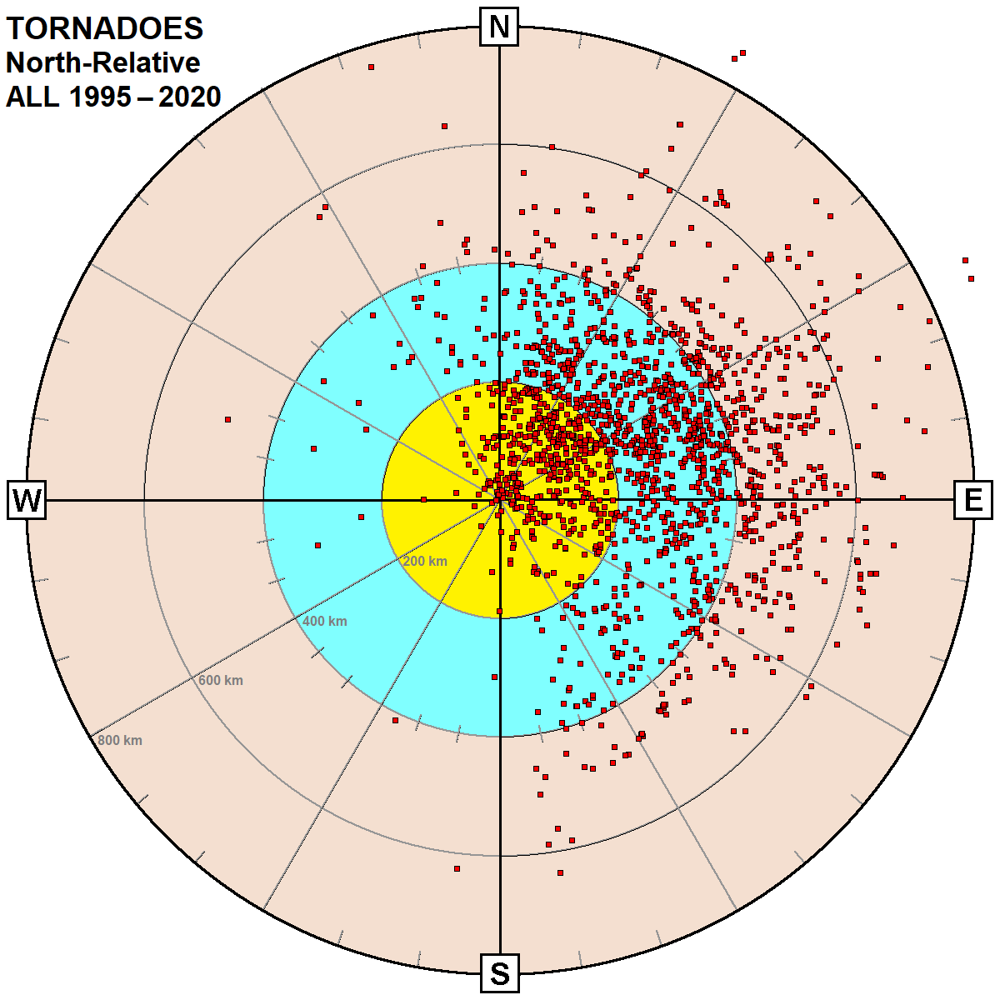 TORNADOES
North-Relative
ALL 1995 – 2020
N
W
E
200 km
400 km
600 km
800 km
S